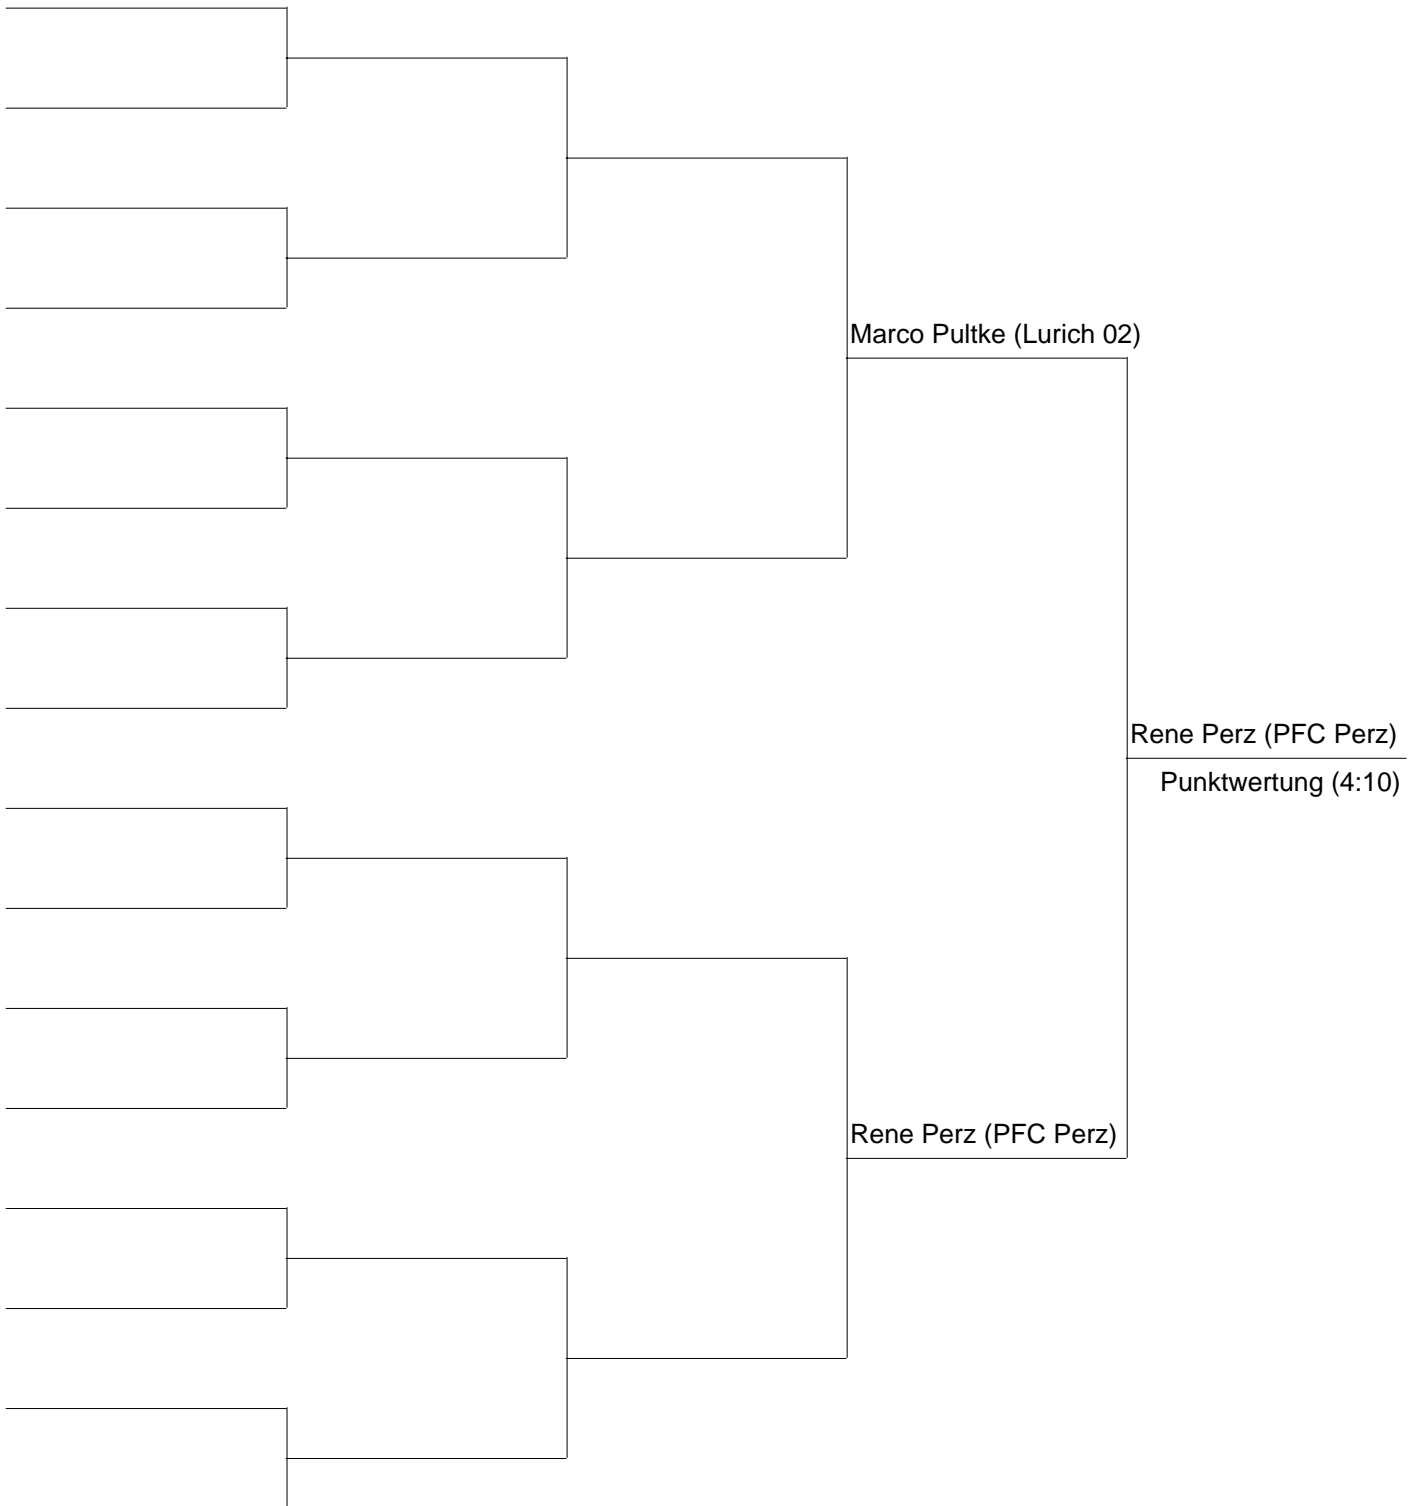 Marco Pultke (Lurich 02)
Rene Perz (PFC Perz)
Punktwertung (4:10)
Rene Perz (PFC Perz)